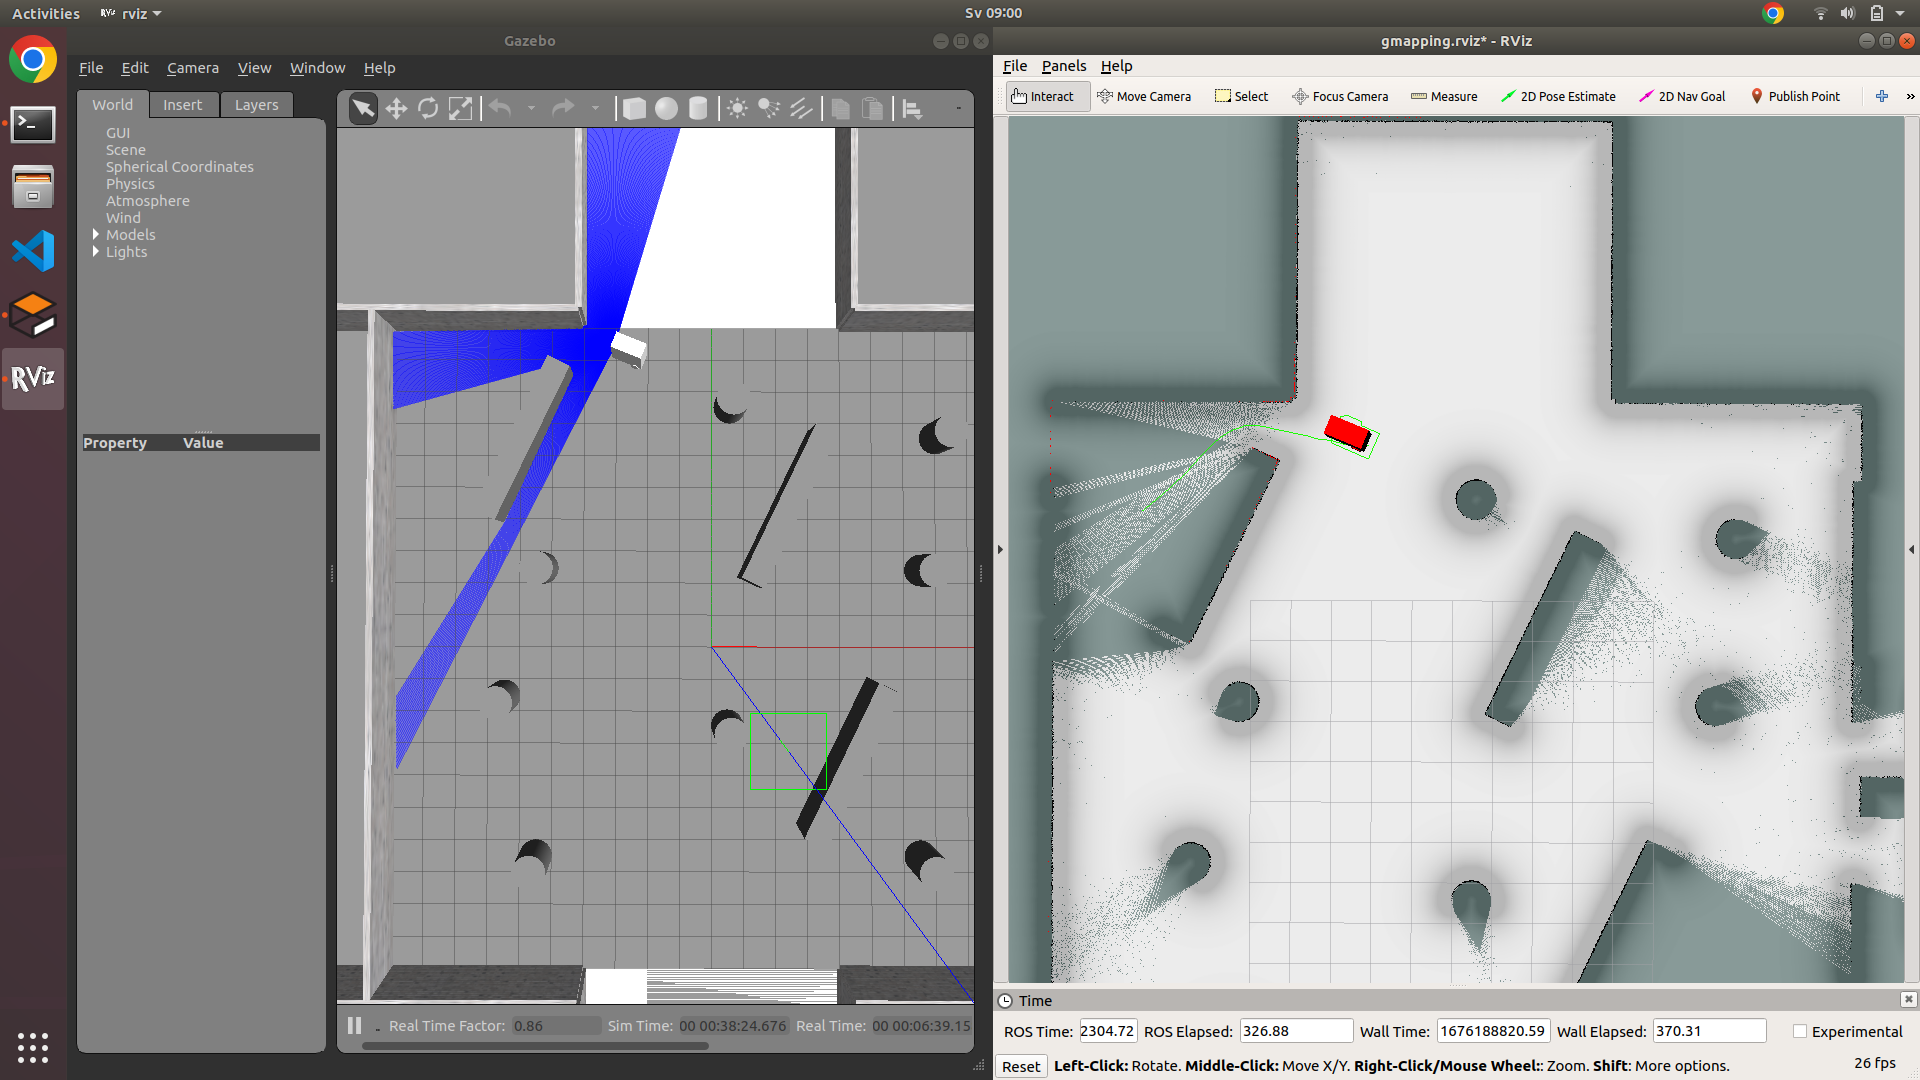 Activities RViz rviz Sv 09:00
Gazebo
File Edit Camera View Window Help
World Insert Layers
GUI
Scene
Spherical Coordinates
Physics
Atmosphere
Wind
Models
Lights
Property Value
Real Time Factor: 0.86 Sim Time: 00 00:38:24.676 Real Time: 00 00:06:39.15
RViz
gmapping.rviz* - RViz
File Panels Help
Interact Move Camera Select Focus Camera Measure 2D Pose Estimate 2D Nav Goal Publish Point »
Time
ROS Time: 2304.72 ROS Elapsed: 326.88 Wall Time: 1676188820.59 Wall Elapsed: 370.31 Experimental
Reset Left-Click: Rotate. Middle-Click: Move X/Y. Right-Click/Mouse Wheel:: Zoom. Shift: More options. 26 fps